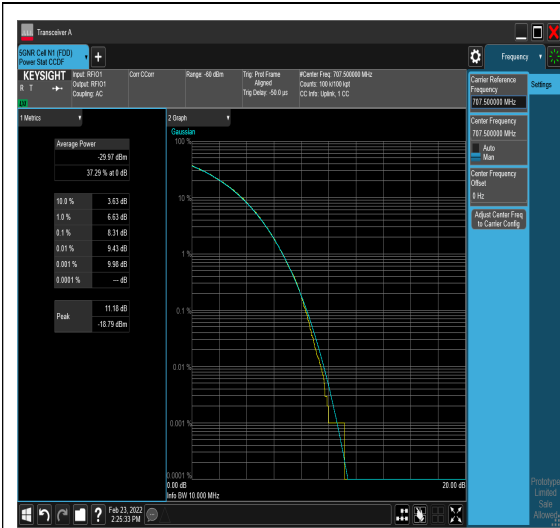 Transceiver A
5GNR Cell N1 (FDD)
Power Stat CCDF
+
Frequency
KEYSIGHT
R T
LXI
Input: RFIO1
Output: RFIO1
Coupling: AC
Corr CCorr
Range: -60 dBm
Trig: Prot Frame
Aligned
Trig Delay: -50.0 µs
#Center Freq: 707.500000 MHz
Counts: 100 k/100 kpt
CC Info: Uplink, 1 CC
Carrier Reference
Frequency
707.500000 MHz
Settings
Center Frequency
707.500000 MHz
Auto
Man
Center Frequency
Offset
0 Hz
Adjust Center Freq
to Carrier Config
1 Metrics
Average Power
-29.97 dBm
37.29 % at 0 dB
10.0 % 3.63 dB
1.0 % 6.63 dB
0.1 % 8.31 dB
0.01 % 9.43 dB
0.001 % 9.98 dB
0.0001 % --- dB
Peak
11.18 dB
-18.79 dBm
2 Graph
Gaussian
100 %
10 %
1 %
0.1 %
0.01 %
0.001 %
0.0001 %
0.00 dB
20.00 dB
Info BW 10.000 MHz
Prototype
Limited
Sale
Allowed
?
Feb 23, 2022
2:25:33 PM